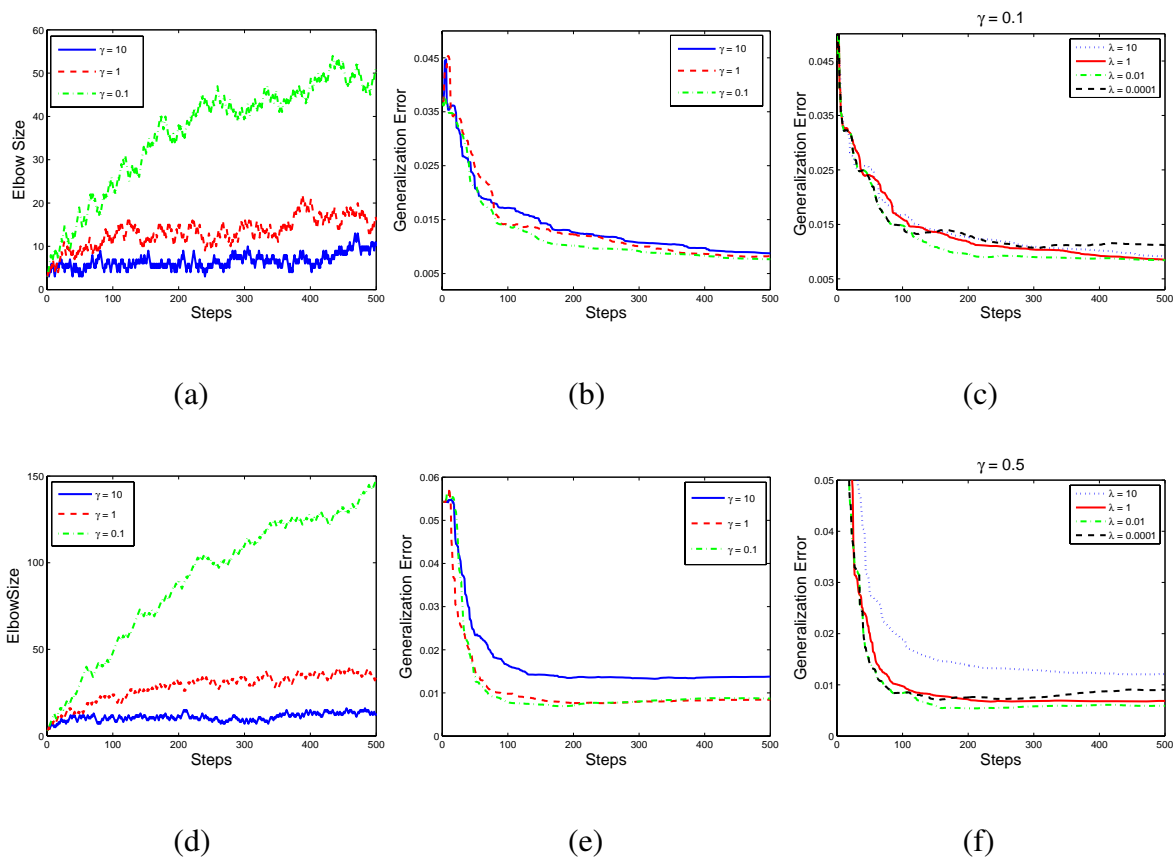 60
50
40
30
20
10
0
0 100 200 300 400 500
Elbow Size
Steps
γ = 10
γ = 1
γ = 0.1
(a)
0.045
0.035
0.025
0.015
0.005
0 100 200 300 400 500
Generalization Error
Steps
γ = 10
γ = 1
γ = 0.1
(b)
γ = 0.1
0.045
0.035
0.025
0.015
0.005
0 100 200 300 400 500
Generalization Error
Steps
λ = 10
λ = 1
λ = 0.01
λ = 0.0001
(c)
150
100
50
0
0 100 200 300 400 500
ElbowSize
Steps
γ = 10
γ = 1
γ = 0.1
(d)
0.06
0.05
0.04
0.03
0.02
0.01
0
0 100 200 300 400 500
Generalization Error
Steps
γ = 10
γ = 1
γ = 0.1
(e)
γ = 0.5
0.05
0.04
0.03
0.02
0.01
0
0 100 200 300 400 500
Generalization Error
Steps
λ = 10
λ = 1
λ = 0.01
λ = 0.0001
(f)